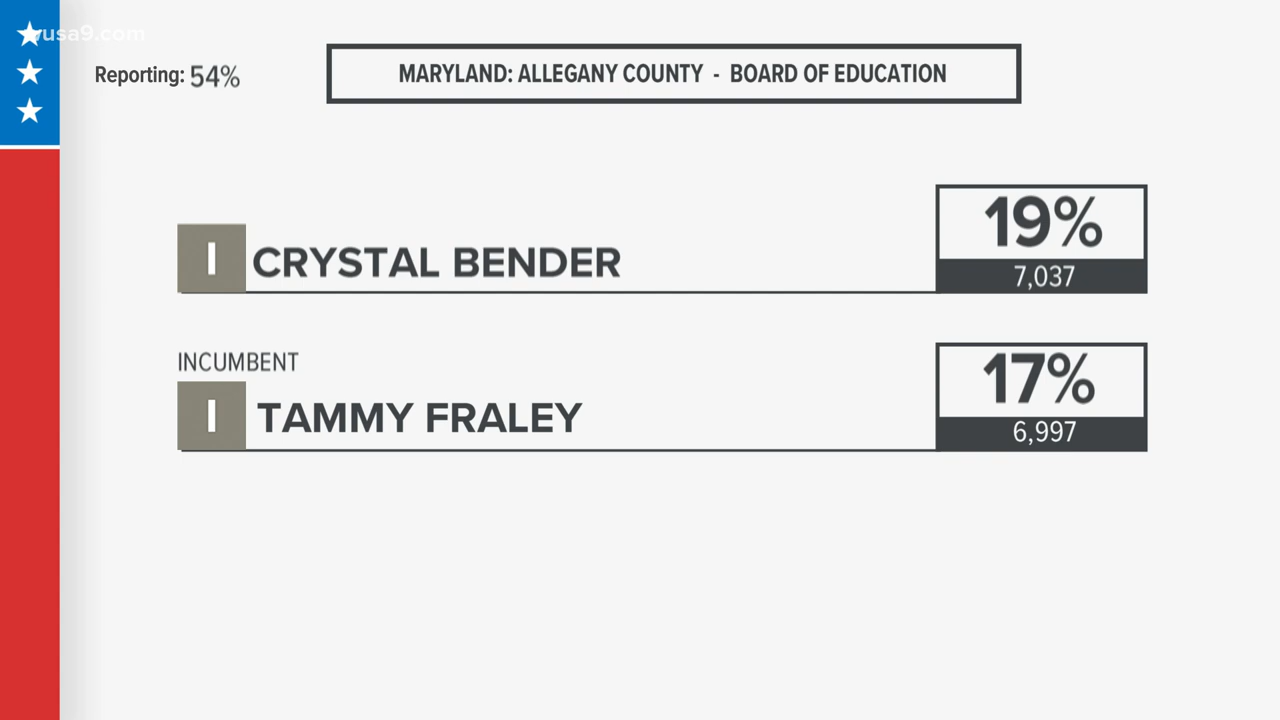 wusa9.com
Reporting: 54%
MARYLAND: ALLEGANY COUNTY - BOARD OF EDUCATION
19%
I CRYSTAL BENDER
7,037
INCUMBENT
17%
I TAMMY FRALEY
6,997